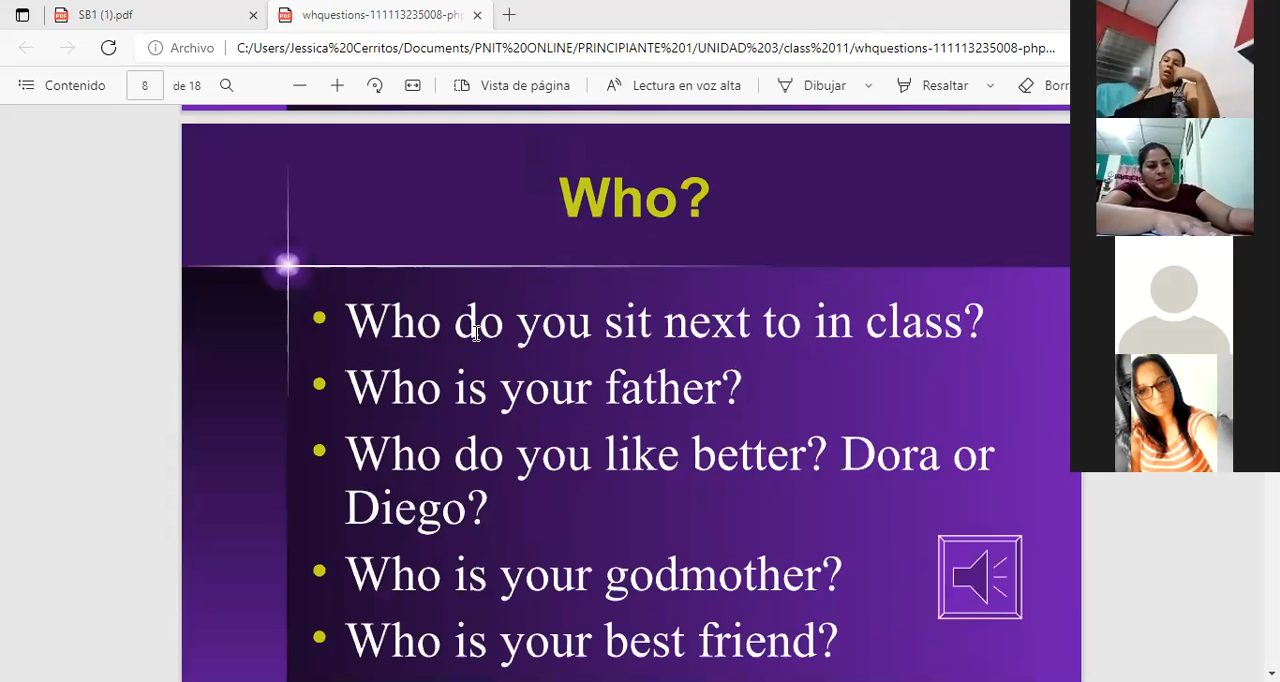 SB1 (1).pdf
whquestions-111113235008-php
Archivo
C:/Users/Jessica%20Cerritos/Documents/PNIT%20ONLINE/PRINCIPIANTE%201/UNIDAD%203/class%2011/whquestions-111113235008-php...
Contenido
8
de 18
Vista de página
Lectura en voz alta
Dibujar
Resaltar
Borr
Who?
Who do you sit next to in class?
Who is your father?
Who do you like better? Dora or
Diego?
Who is your godmother?
Who is your best friend?